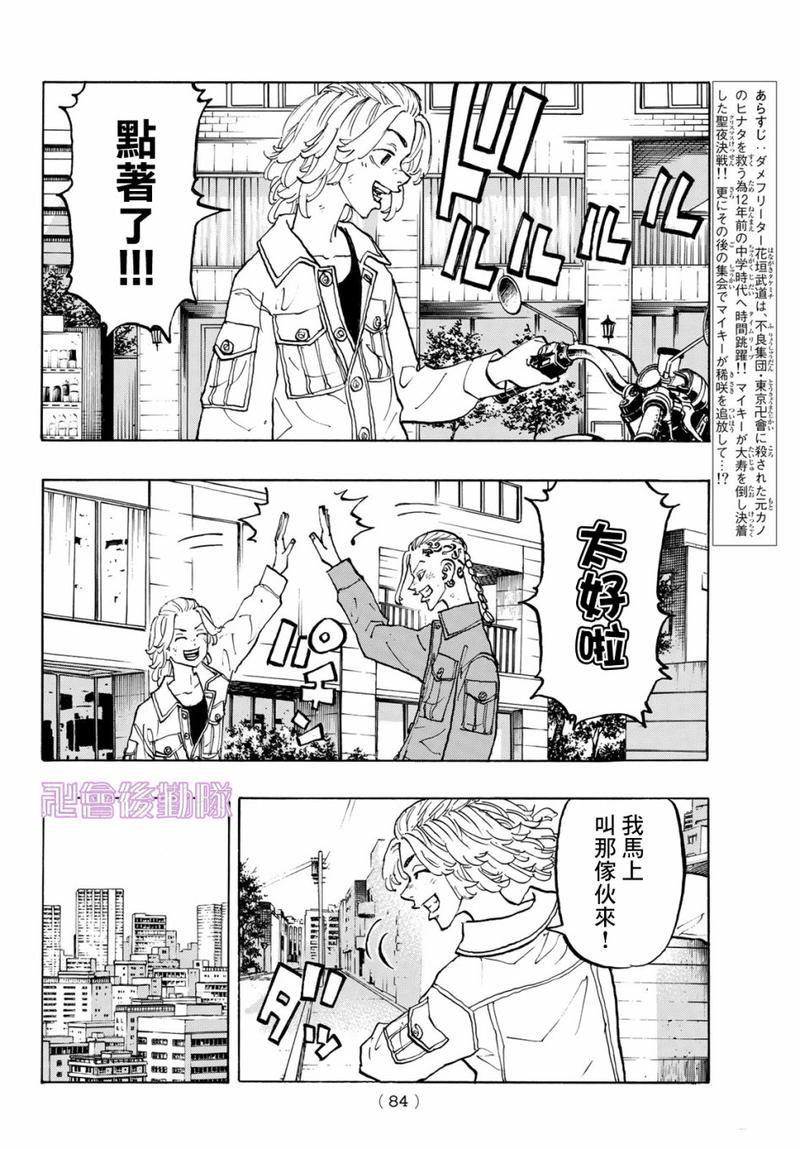 あらすじ：ダメフリーター花垣武道は、不良集団・東京卍會に殺された元カノ
のヒナタを救う為12年前の中学時代へ時間跳躍!! マイキーが大寿を倒し決着
した聖夜決戦!! 更にその後の集会でマイキーが稀咲を追放して…!?
ドルルルル
點著了!!!
太好啦
パチン
我馬上
叫那傢伙來！
ダッ
卍會後勤隊
（84）